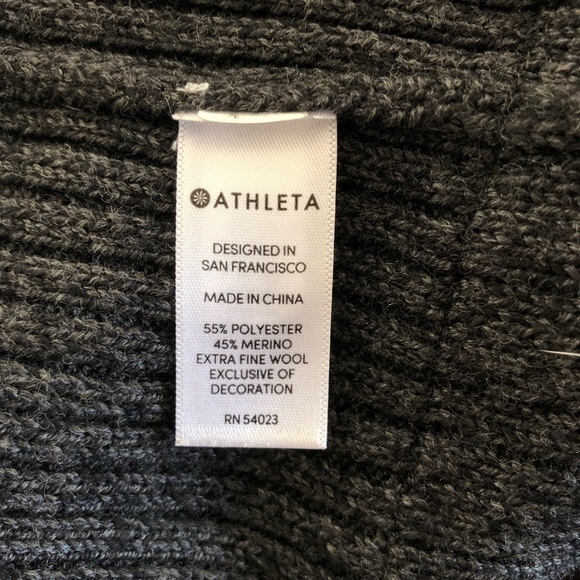 ATHLETA
DESIGNED IN
SAN FRANCISCO
MADE IN CHINA
55% POLYESTER
45% MERINO
EXTRA FINE WOOL
EXCLUSIVE OF
DECORATION
RN 54023